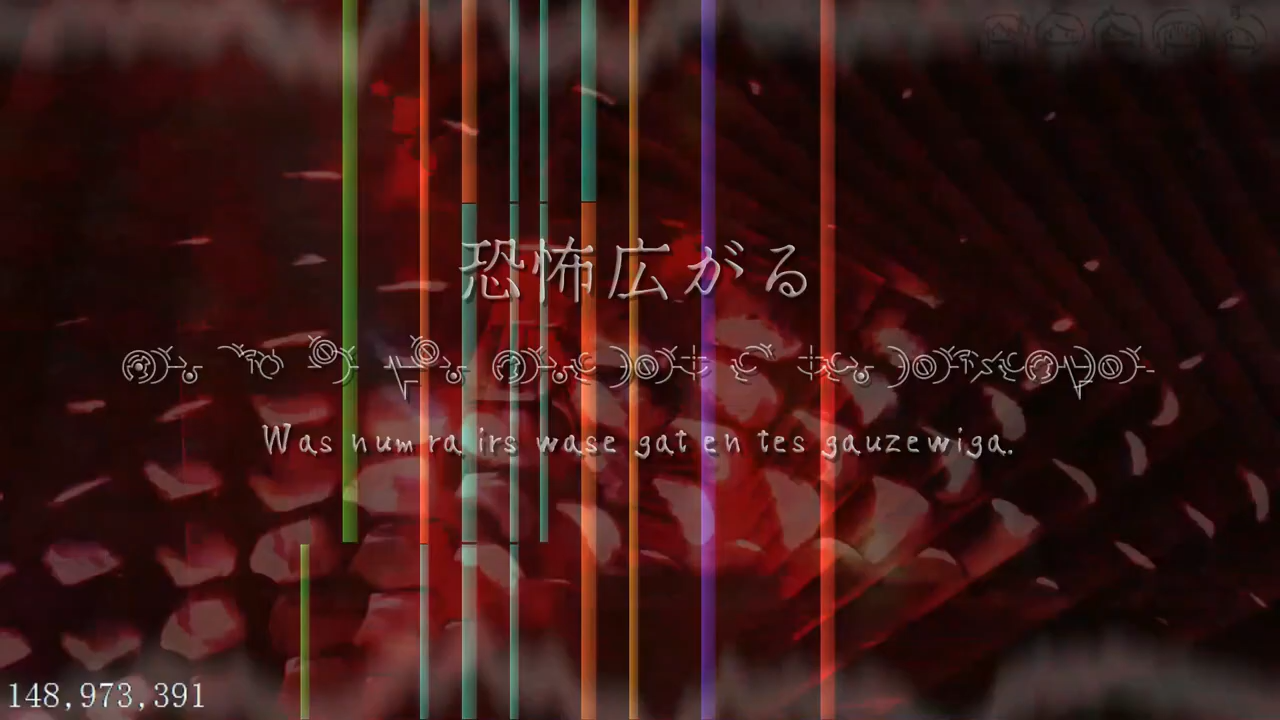 恐怖広がる
Was num ra irs wase gat en tes gauzewiga.
148,973,391